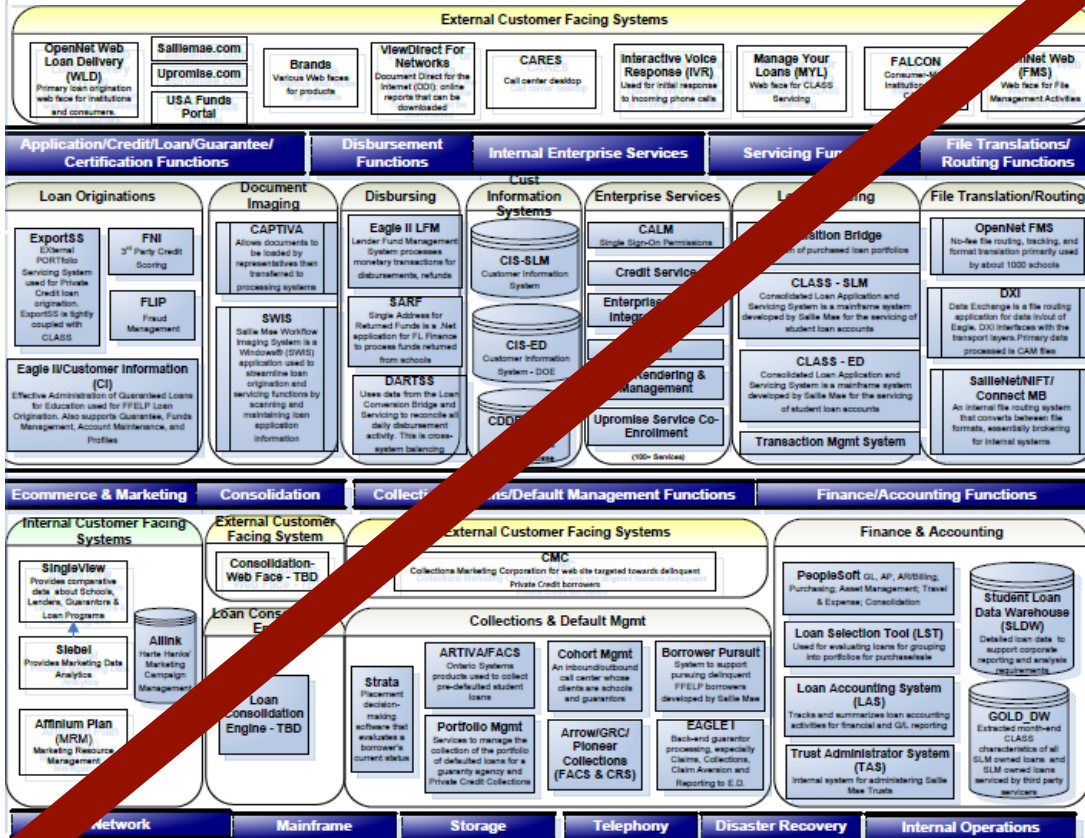 External Customer Facing Systems
OpenNet Web
Loan Delivery
(WLD)
Primary loan origination
web face for institutions
and consumers.
Salliemae.com
Upromise.com
USA Funds
Portal
Brands
Various Web faces
for products
ViewDirect For
Networks
Document Direct for the
Internet (DDI): online
reports that can be
downloaded
CARES
Call center desktop
Interactive Voice
Response (IVR)
Used for initial response
to incoming phone calls
Manage Your
Loans (MYL)
Web face for CLASS
Servicing
FALCON
Web
(FMS)
Web face for File
Management Activities
Application/Credit/Loan/Guarantee/
Certification Functions
Disbursement
Functions
Internal Enterprise Services
Servicing
File Translations/
Routing Functions
Loan Originations
ExportSS
EXternal
PORTfolio
Servicing System
used for Private
Credit loan
origination.
ExportSS is tightly
coupled with
CLASS
FNI
3rd Party Credit
Scoring
FLIP
Fraud
Management
Eagle II/Customer Information
(CI)
Effective Administration of Guaranteed Loans
for Education used for FFELP Loan
Origination. Also supports Guarantee, Funds
Management, Account Maintenance, and
Profiles
Document
Imaging
CAPTIVA
Allows documents to
be loaded by
representatives then
transferred to
processing systems
SWIS
Sallie Mae Workflow
Imaging System is a
Windows® (SWIS)
application used to
streamline loan
origination and
servicing functions by
scanning and
maintaining loan
application
information
Disbursing
Eagle II LFM
Lender Fund Management
System processes
monetary transactions for
disbursements, refunds
SARF
Single Address for
Returned Funds is a .Net
application for FL Finance
to process funds returned
from schools
DARTSS
Uses data from the Loan
Conversion Bridge and
Servicing to reconcile all
daily disbursement
activity. This is cross-
system balancing
Cust
Information
Systems
CIS-SLM
Customer Information
System
CIS-ED
Customer Information
System - DOE
Enterprise Services
CALM
Single Sign-On Permissions
Credit Service
Enterprise
Rendering &
Management
Upromise Service Co-
Enrollment
(100+ Services)
Bridge
of purchased loan portfolios
CLASS - SLM
Consolidated Loan Application and
Servicing System is a mainframe system
developed by Sallie Mae for the servicing of
student loan accounts
CLASS - ED
Consolidated Loan Application and
Servicing System is a mainframe system
developed by Sallie Mae for the servicing
of student loan accounts
Transaction Mgmt System
File Translation/Routing
OpenNet FMS
No-fee file routing, tracking, and
format translation primarily used
by about 1000 schools
DXI
Data Exchange is a file routing
application for data in/out of
Eagle. DXI interfaces with the
transport layers.Primary data
processed is CAM files
SallieNet/NIFT/
Connect MB
An internal file routing system
that converts between file
formats, essentially brokering
for internal systems
Ecommerce & Marketing
Consolidation
Default Management Functions
Finance/Accounting Functions
Internal Customer Facing
Systems
SingleView
Provides comparative
data about Schools,
Lenders, Guarantors &
Loan Programs
Siebel
Provides Marketing Data
Analytics
Affinium Plan
(MRM)
Marketing Resource
Management
Allink
Harte Hanks'
Marketing
Campaign
Management
External Customer
Facing System
Consolidation-
Web Face - TBD
Loan
Loan
Consolidation
Engine - TBD
External Customer Facing Systems
CMC
Collections Marketing Corporation for web site targeted towards delinquent
Private Credit borrowers
Collections & Default Mgmt
Strata
Placement
decision-
making
software that
evaluates a
borrower's
current status
ARTIVA/FACS
Ontario Systems
products used to collect
pre-defaulted student
loans
Portfolio Mgmt
Services to manage the
collection of the portfolio
of defaulted loans for a
guaranty agency and
Private Credit Collections
Cohort Mgmt
An inbound/outbound
call center whose
clients are schools
and guarantors
Arrow/GRC/
Pioneer
Collections
(FACS & CRS)
Borrower Pursuit
System to support
pursuing delinquent
FFELP borrowers
developed by Sallie Mae
EAGLE I
Back-end guarantor
processing, especially
Claims, Collections,
Claim Aversion and
Reporting to E.D.
Finance & Accounting
PeopleSoft GL, AP, AR/Billing,
Purchasing; Asset Management; Travel
& Expense; Consolidation
Loan Selection Tool (LST)
Used for evaluating loans for grouping
into portfolios for purchase/sale
Loan Accounting System
(LAS)
Tracks and summarizes loan accounting
activities for financial and G/L reporting
Trust Administrator System
(TAS)
Internal system for administering Sallie
Mae Trusts
Student Loan
Data Warehouse
(SLDW)
Detailed loan data to
support corporate
reporting and analysis
requirements
GOLD_DW
Extracted month-end
CLASS
characteristics of all
SLM owned loans and
SLM owned loans
serviced by third party
servicers
Network
Mainframe
Storage
Telephony
Disaster Recovery
Internal Operations